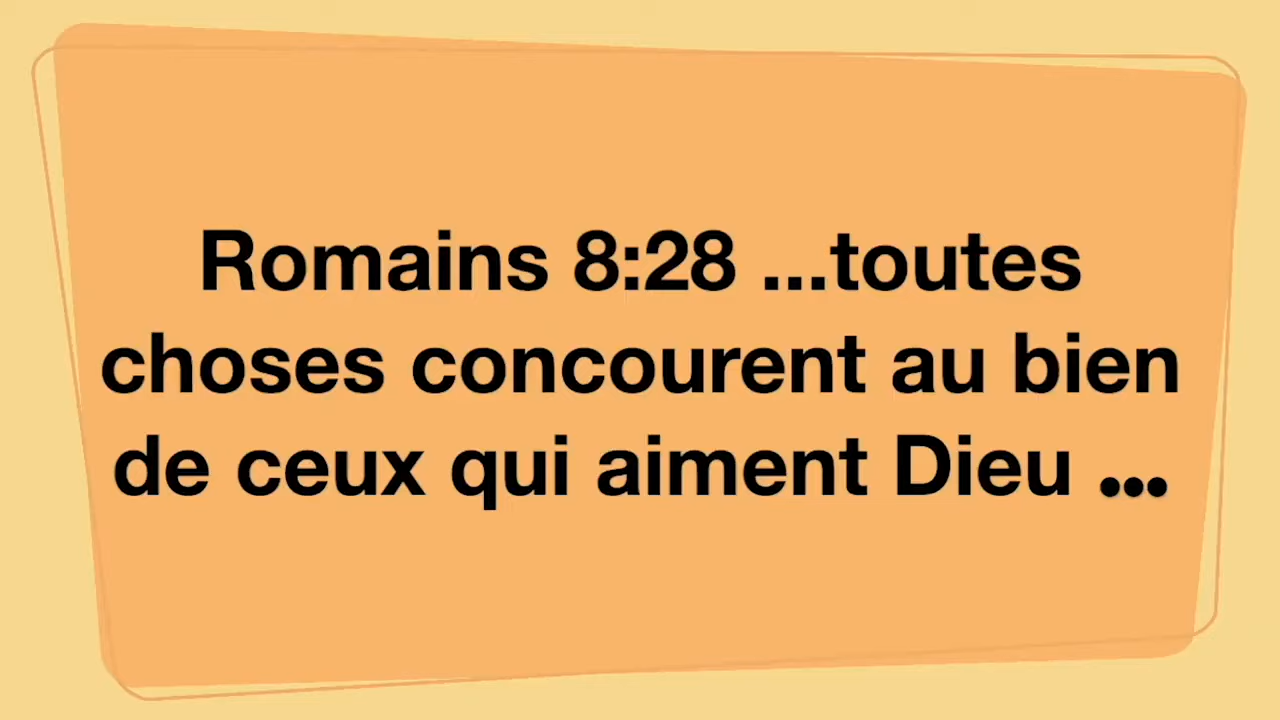 Romains 8:28 ...toutes
choses concourent au bien
de ceux qui aiment Dieu ...